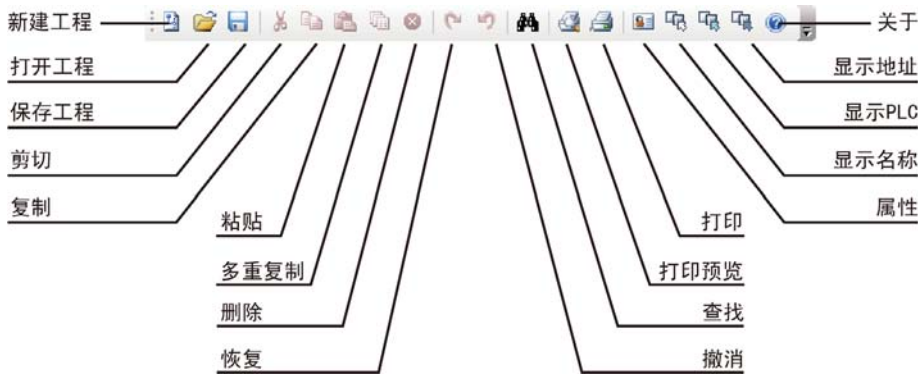 新建工程
关于
打开工程
显示地址
保存工程
显示PLC
剪切
显示名称
复制
属性
粘贴
打印
多重复制
打印预览
删除
查找
恢复
撤消